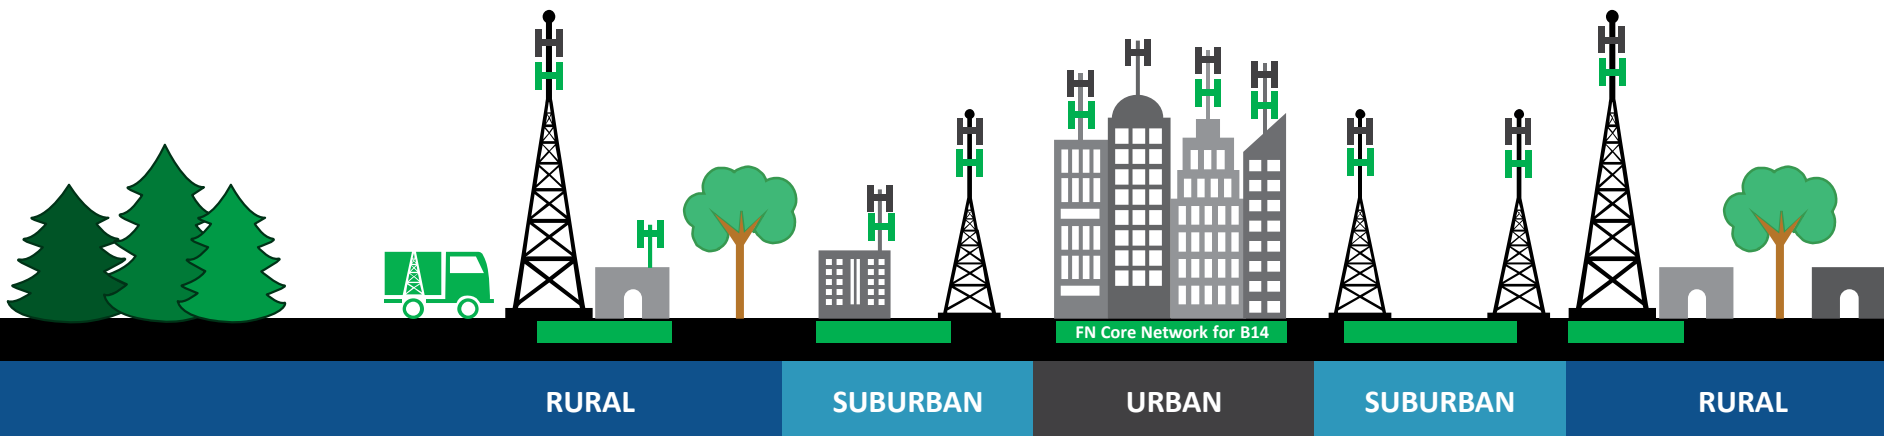 FN Core Network for B14
RURAL
SUBURBAN
URBAN
SUBURBAN
RURAL